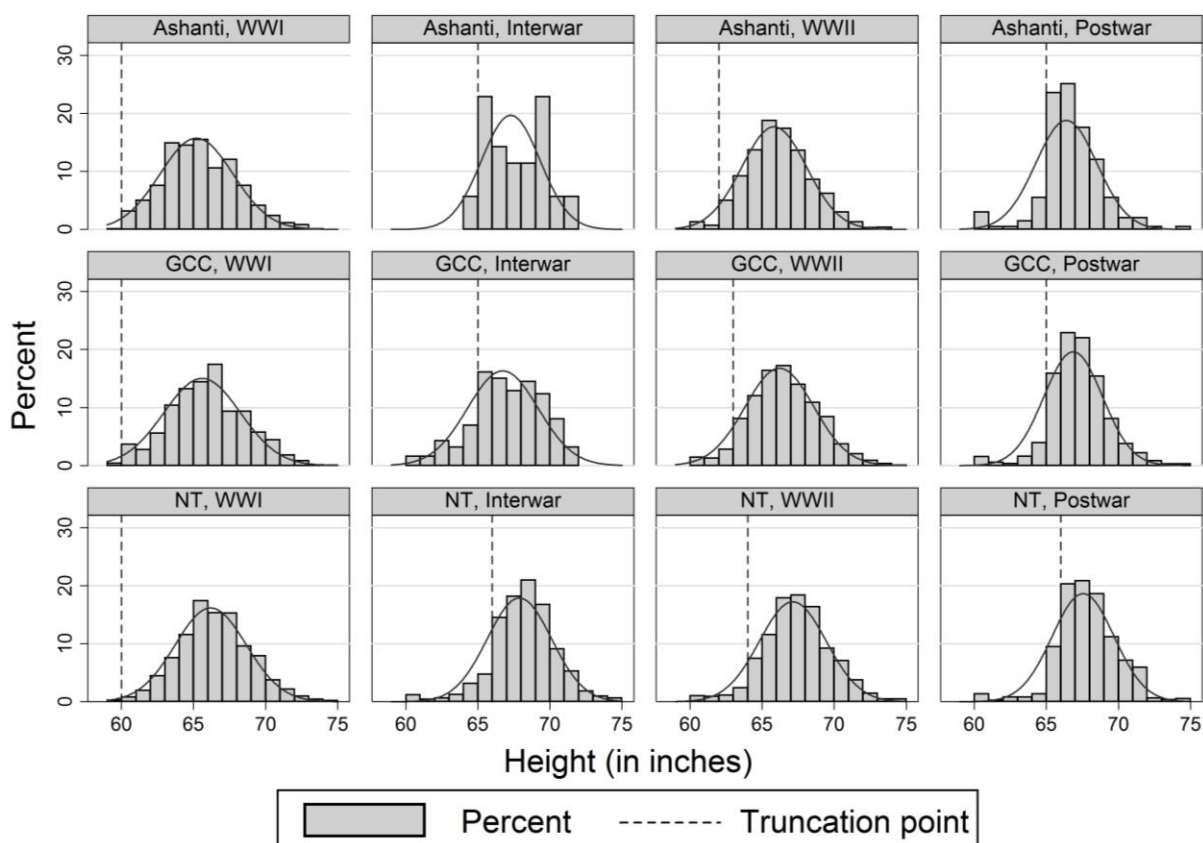 Ashanti, WWI Ashanti, Interwar Ashanti, WWII Ashanti, Postwar
30
20
10
0
GCC, WWI GCC, Interwar GCC, WWII GCC, Postwar
30
20
10
0
Percent
NT, WWI NT, Interwar NT, WWII NT, Postwar
30
20
10
0
60 65 70 75 60 65 70 75 60 65 70 75 60 65 70 75
Height (in inches)
Percent Truncation point